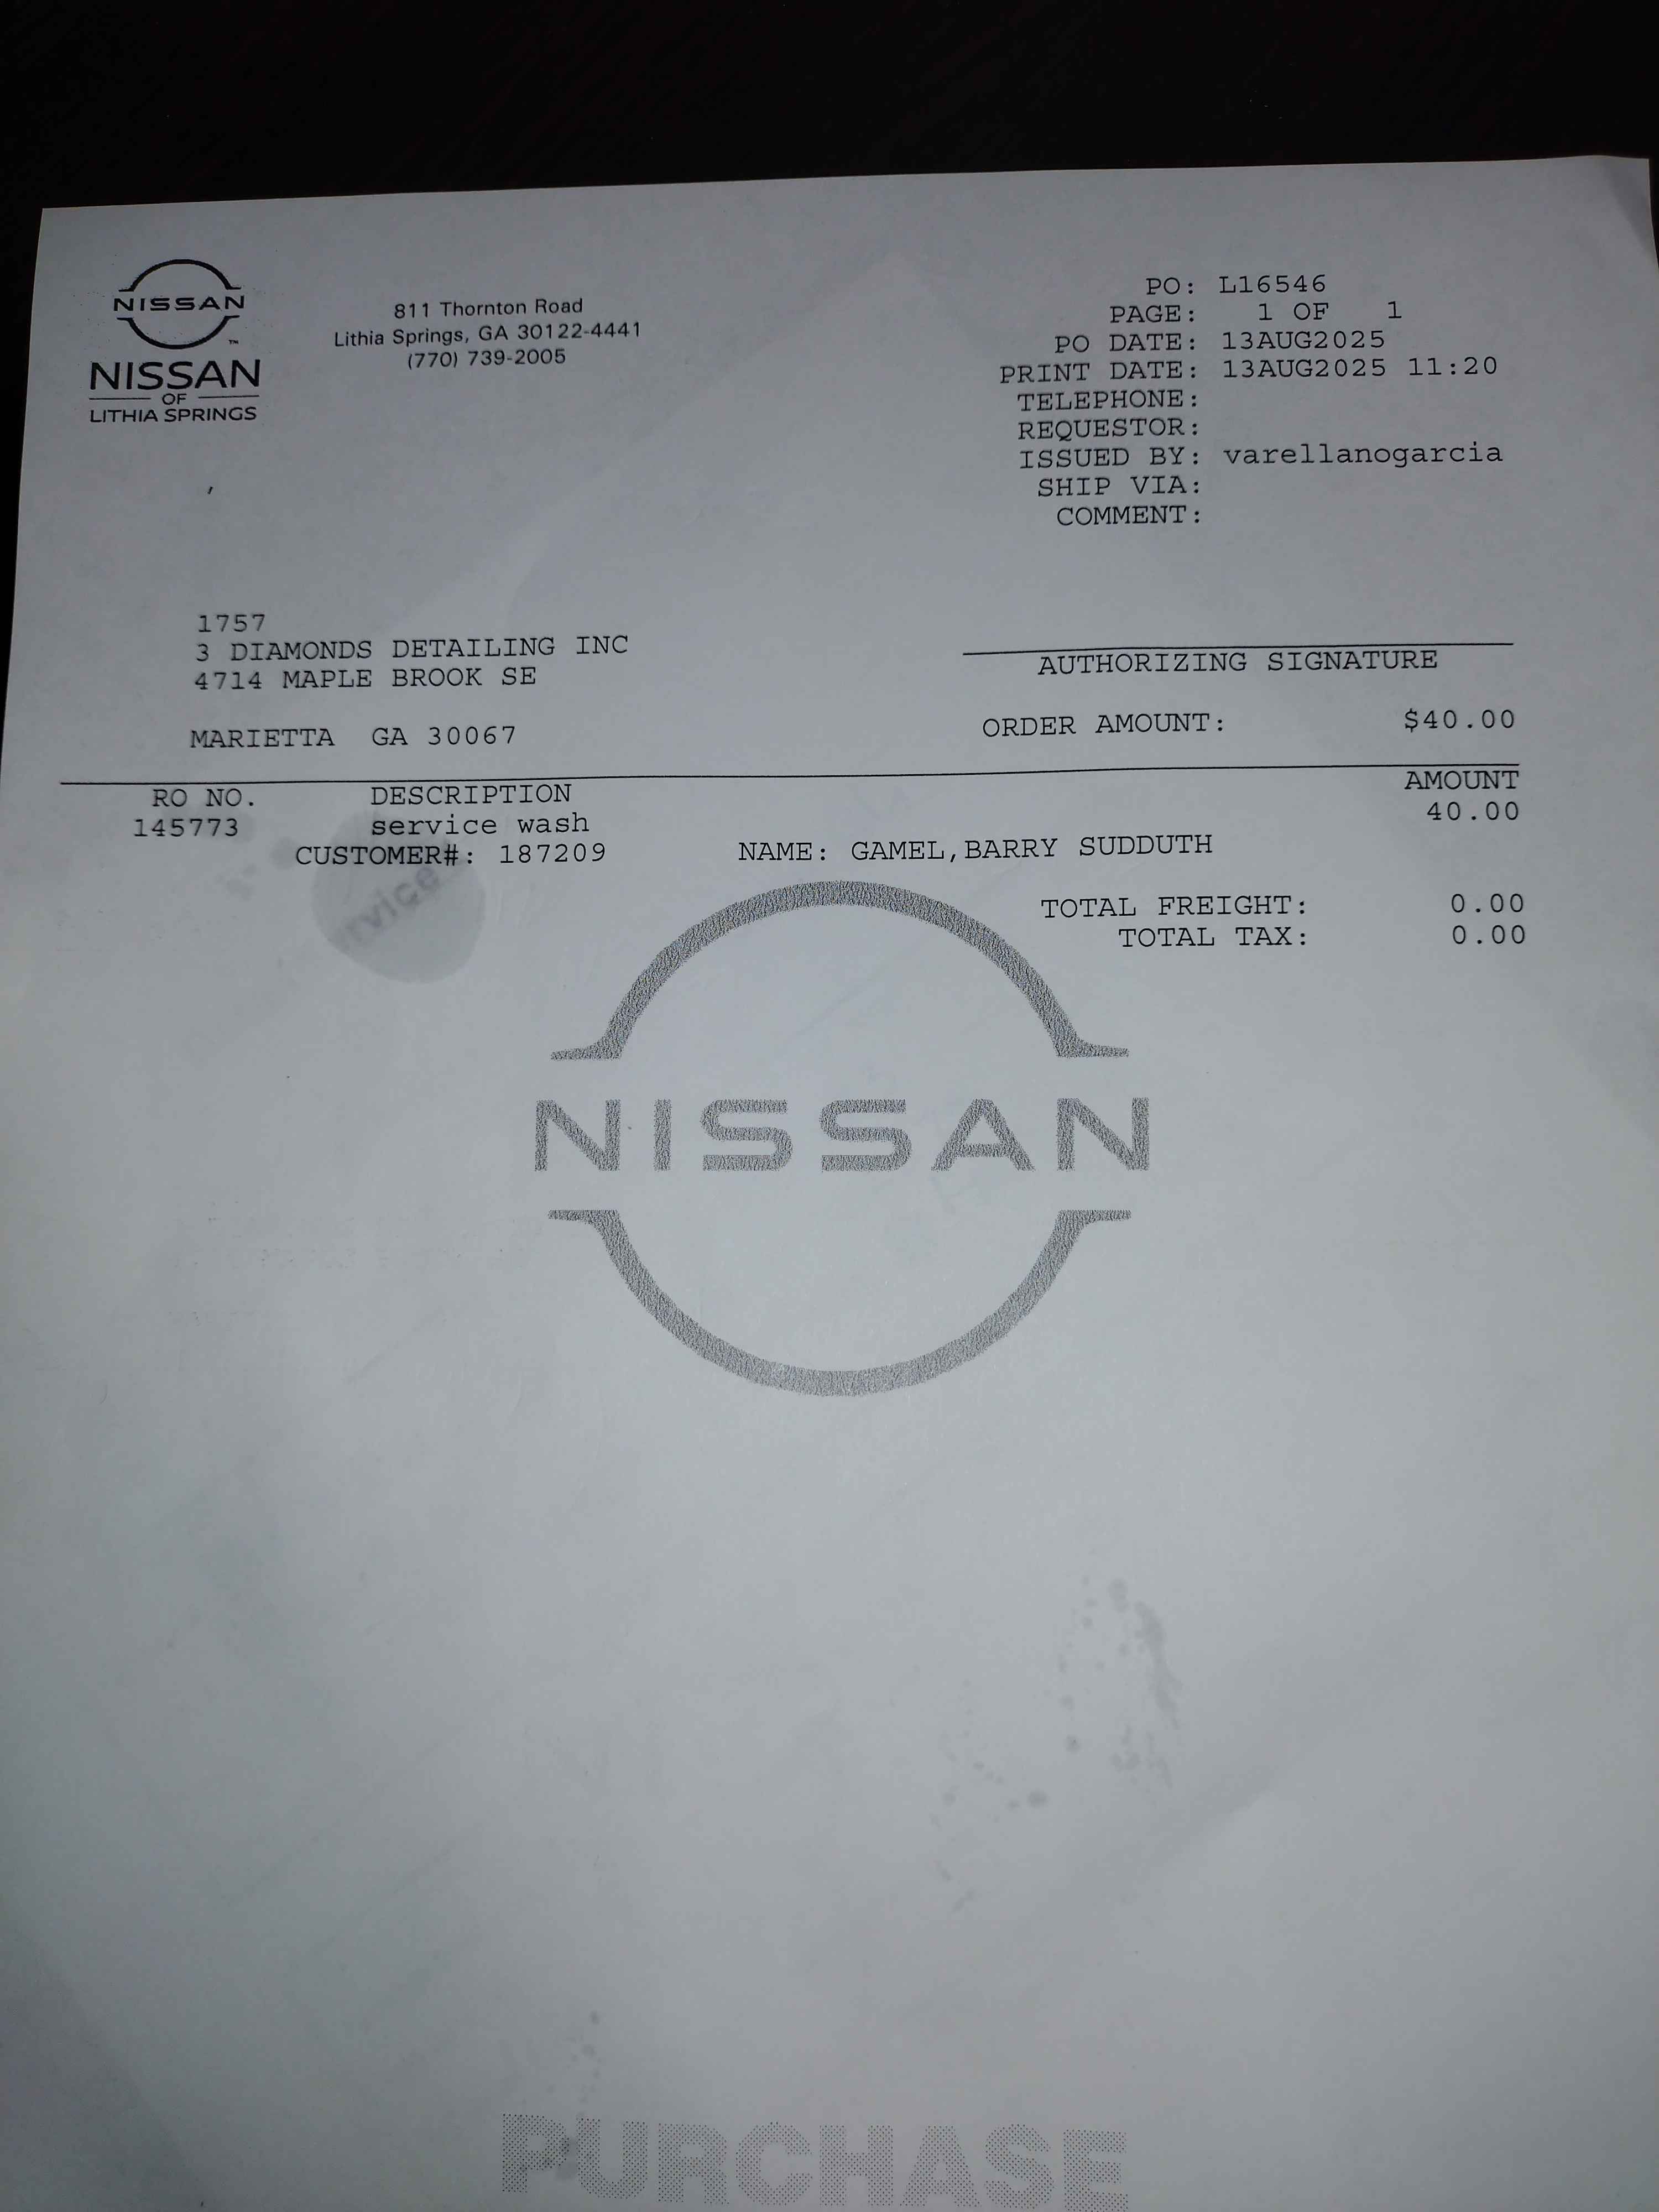 NISSAN
NISSAN
OF
LITHIA SPRINGS
811 Thornton Road
Lithia Springs, GA 30122-4441
(770) 739-2005
PO: L16546
PAGE: 1 OF 1
PO DATE: 13AUG2025
PRINT DATE: 13AUG2025 11:20
TELEPHONE:
REQUESTOR:
ISSUED BY: varellanogarcia
SHIP VIA:
COMMENT:
1757
3 DIAMONDS DETAILING INC
4714 MAPLE BROOK SE
MARIETTA GA 30067
AUTHORIZING SIGNATURE
ORDER AMOUNT: $40.00
RO NO. DESCRIPTION AMOUNT
145773 service wash 40.00
CUSTOMER#: 187209 NAME: GAMEL,BARRY SUDDUTH
TOTAL FREIGHT: 0.00
TOTAL TAX: 0.00
NISSAN
PURCHASE